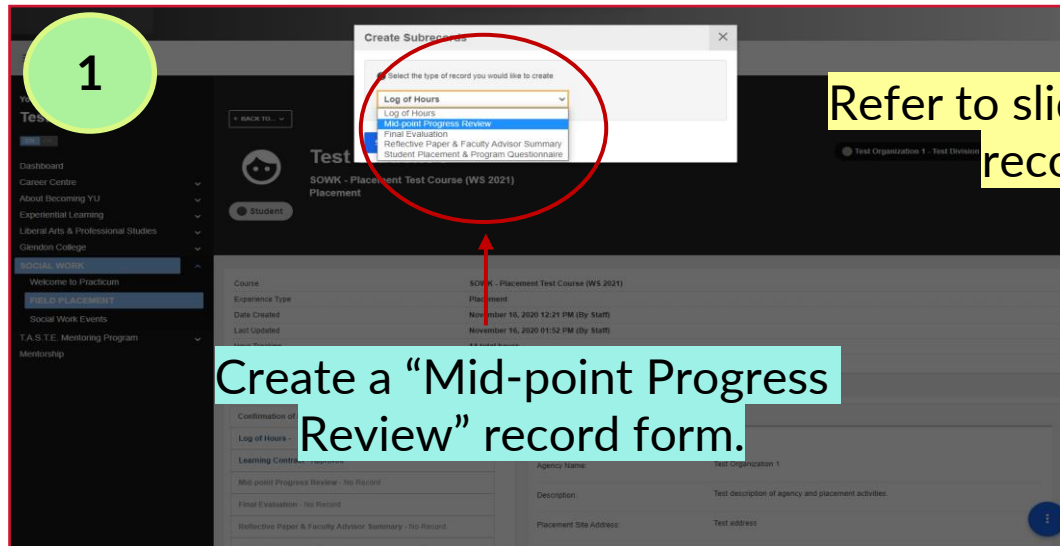 1
Create Subrecords
Select the type of record you would like to create
Log of Hours
Log of Hours
Mid-point Progress Review
Final Evaluation
Reflective Paper & Faculty Advisor Summary
Student Placement & Program Questionnaire
Refer to
reco
BACK TO...
Test
SOWK - Placement Test Course (WS 2021)
Placement
Student
Test Organization 1 - Test Division
Dashboard
Career Centre
About Becoming YU
Experiential Learning
Liberal Arts & Professional Studies
Glendon College
SOCIAL WORK
Welcome to Practicum
FIELD PLACEMENT
Social Work Events
T.A.S.T.E. Mentoring Program
Mentorship
Course SOWK - Placement Test Course (WS 2021)
Experience Type Placement
Date Created November 16, 2020 12:21 PM (By Staff)
Last Updated November 16, 2020 01:52 PM (By Staff)
Create a “Mid-point Progress
Review” record form.
Confirmation of
Log of Hours -
Learning Contract
Mid-point Progress Review - No Record
Final Evaluation - No Record
Reflective Paper & Faculty Advisor Summary - No Record
Agency Name: Test Organization 1
Description: Test description of agency and placement activities.
Placement Site Address: Test address